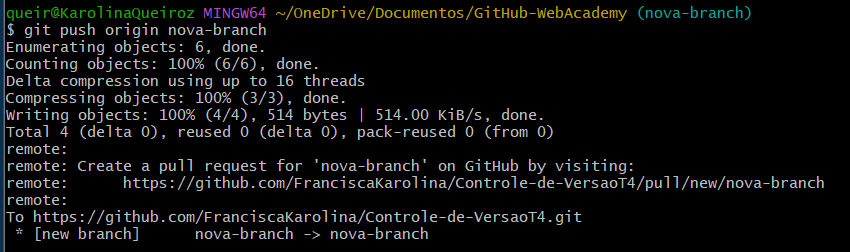 queir@KarolinaQueiroz MINGW64 ~/OneDrive/Documentos/GitHub-WebAcademy (nova-branch)
$ git push origin nova-branch
Enumerating objects: 6, done.
Counting objects: 100% (6/6), done.
Delta compression using up to 16 threads
Compressing objects: 100% (3/3), done.
Writing objects: 100% (4/4), 514 bytes | 514.00 KiB/s, done.
Total 4 (delta 0), reused 0 (delta 0), pack-reused 0 (from 0)
remote:
remote: Create a pull request for 'nova-branch' on GitHub by visiting:
remote:      https://github.com/FranciscaKarolina/Controle-de-VersaoT4/pull/new/nova-branch
remote:
To https://github.com/FranciscaKarolina/Controle-de-VersaoT4.git
 * [new branch]      nova-branch -> nova-branch